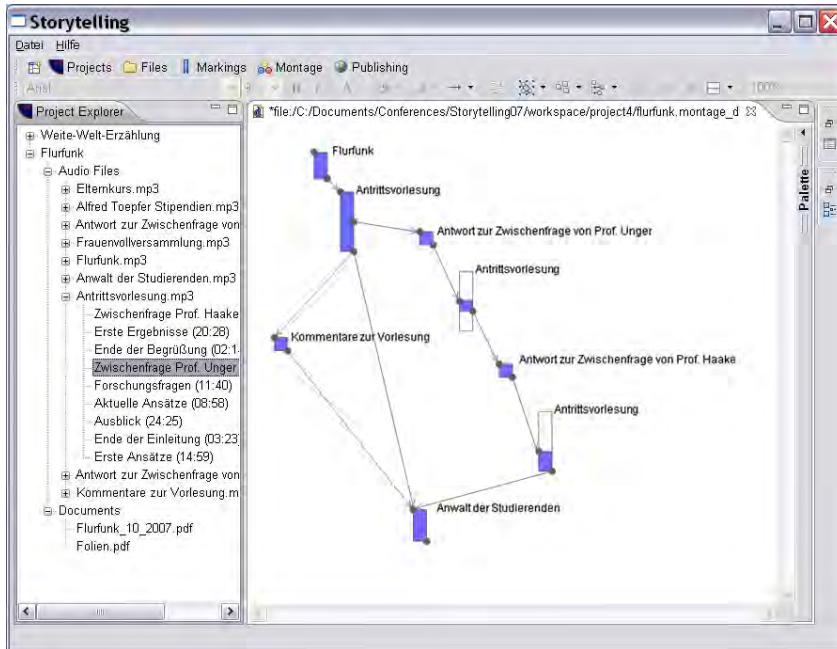 Storytelling
Datei Hilfe
Projects Files Markings Montage Publishing
Arial
100%
Project Explorer
*file:/C:/Documents/Conferences/Storytelling07/workspace/project4/flurfunk.montage_d
Weite-Welt-Erzählung
Flurfunk
Audio Files
Elternkurs.mp3
Alfred Toepfer Stipendien.mp3
Antwort zur Zwischenfrage von
Frauenvollversammlung.mp3
Flurfunk.mp3
Anwalt der Studierenden.mp3
Antrittsvorlesung.mp3
Zwischenfrage Prof. Haake
Erste Ergebnisse (20:28)
Ende der Begrüßung (02:1
Zwischenfrage Prof. Unger
Forschungsfragen (11:40)
Aktuelle Ansätze (08:58)
Ausblick (24:25)
Ende der Einleitung (03:23)
Erste Ansätze (14:59)
Antwort zur Zwischenfrage von
Kommentare zur Vorlesung.m
Documents
Flurfunk_10_2007.pdf
Folien.pdf
Flurfunk
Antrittsvorlesung
Antwort zur Zwischenfrage von Prof. Unger
Antrittsvorlesung
Kommentare zur Vorlesung
Antwort zur Zwischenfrage von Prof. Haake
Antrittsvorlesung
Anwalt der Studierenden
Palette